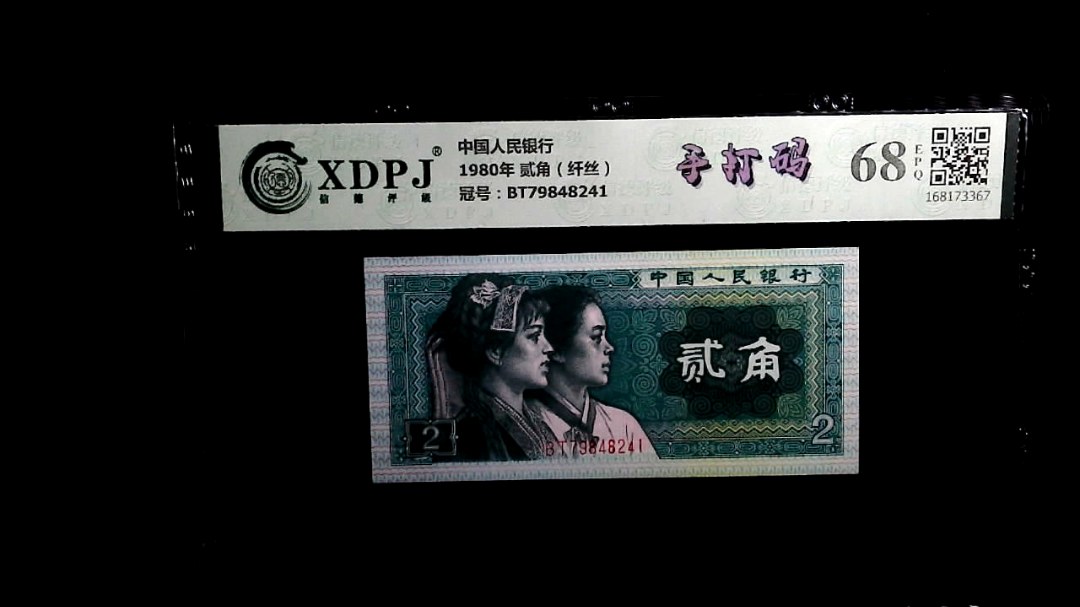 XDPJ®
信德评级
中国人民银行
1980年 贰角（纤丝）
冠号：BT79848241
手打码
68
EPQ
168173367
中国人民银行
贰角
2
2
BT79848241